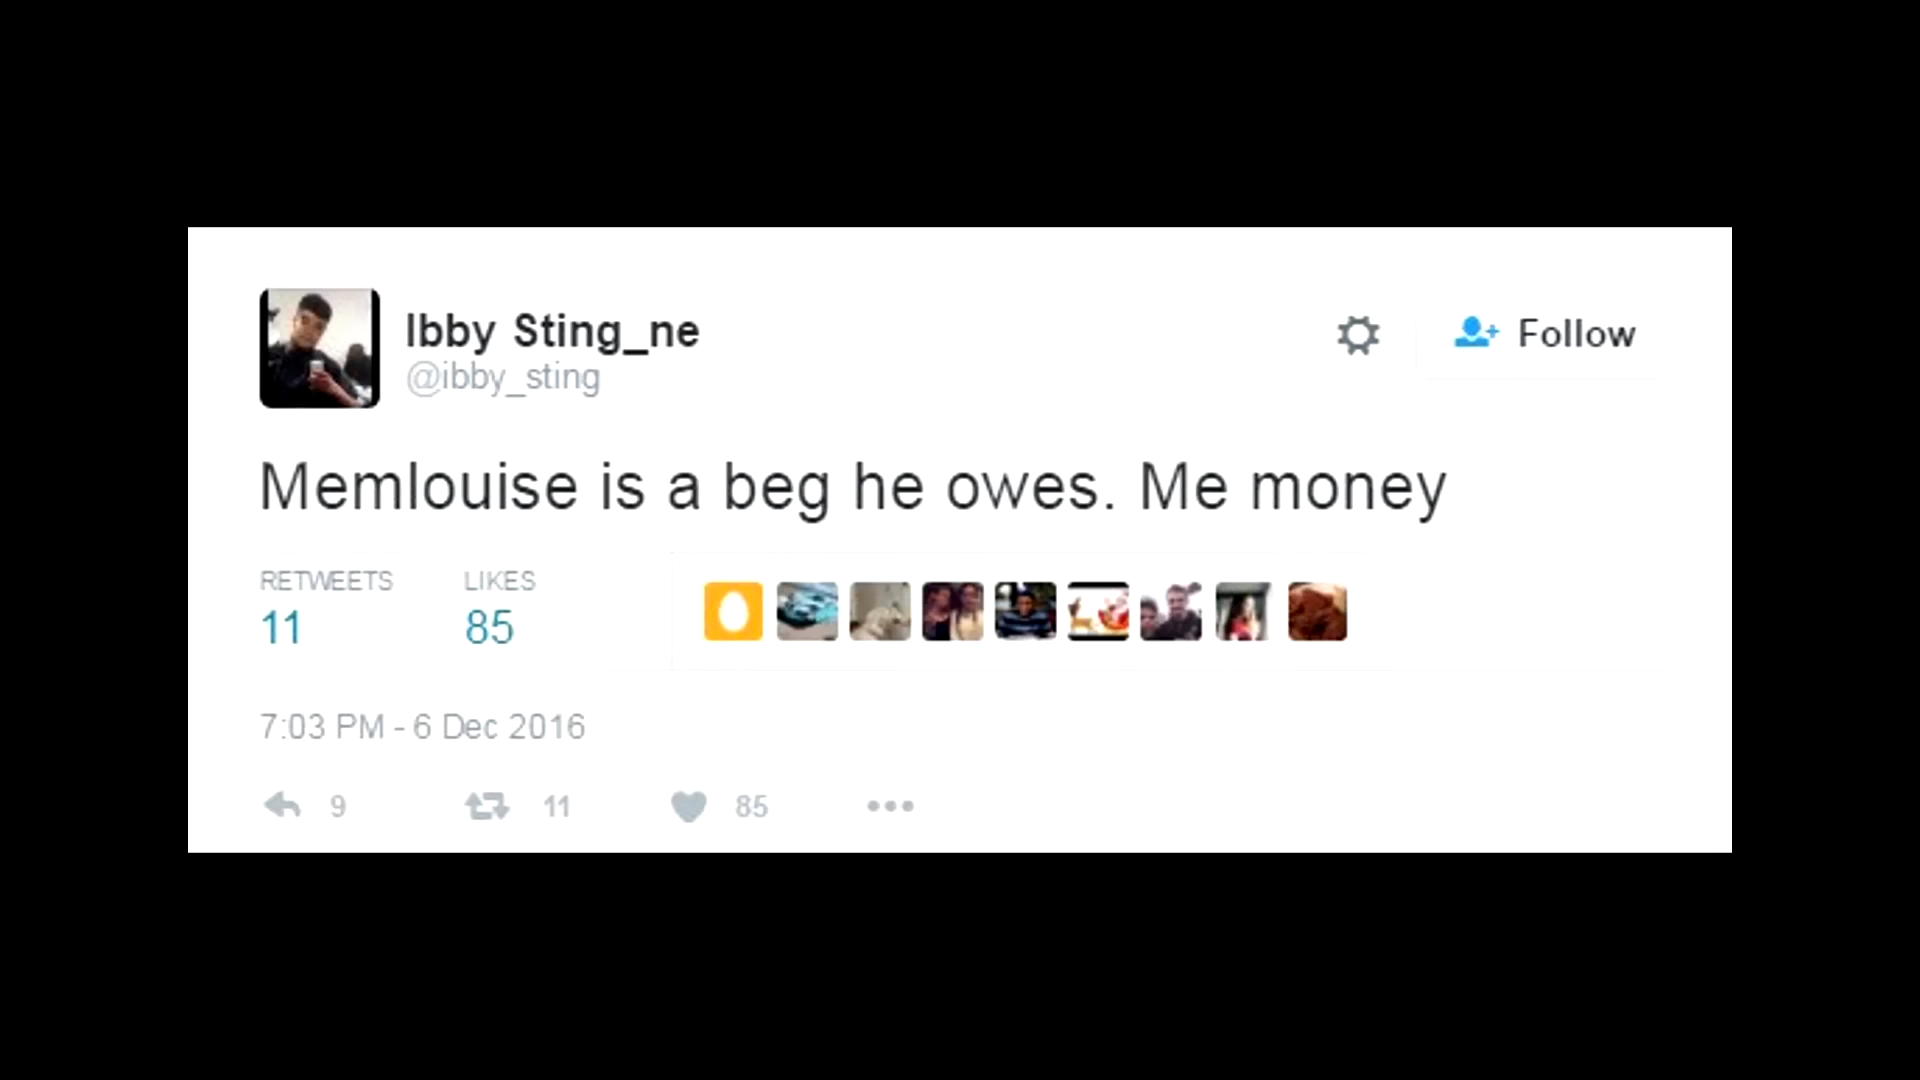 Ibby Sting_ne
@ibby_sting
Follow
Memlouise is a beg he owes. Me money
RETWEETS LIKES
11 85
7:03 PM - 6 Dec 2016
9 11 85